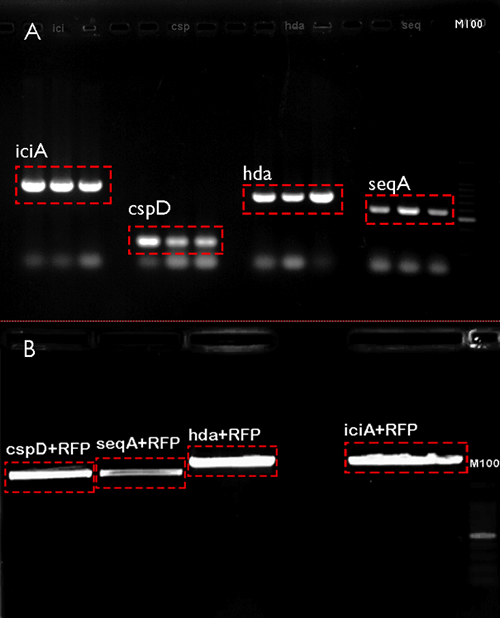 A
ici
csp
hda
seq
M100
iciA
cspD
hda
seqA
B
cspD+RFP
seqA+RFP
hda+RFP
iciA+RFP
M100